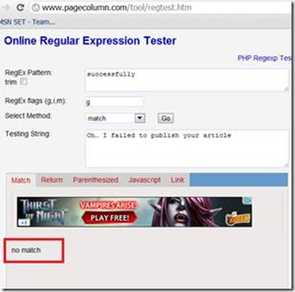 www.pagecolumn.com/tool/regtest.htm
MSN SET - Team...
Online Regular Expression Tester
PHP Regexp Tes
RegEx Pattern:
trim
successfully
RegEx flags (g,i,m):
g
Select Method:
match
Go
Testing String:
Oh… I failed to publish your article
Match Return Parenthesized Javascript Link
THIRST OF NIGHT
VAMPIRES ARISE:
PLAY FREE!
no match